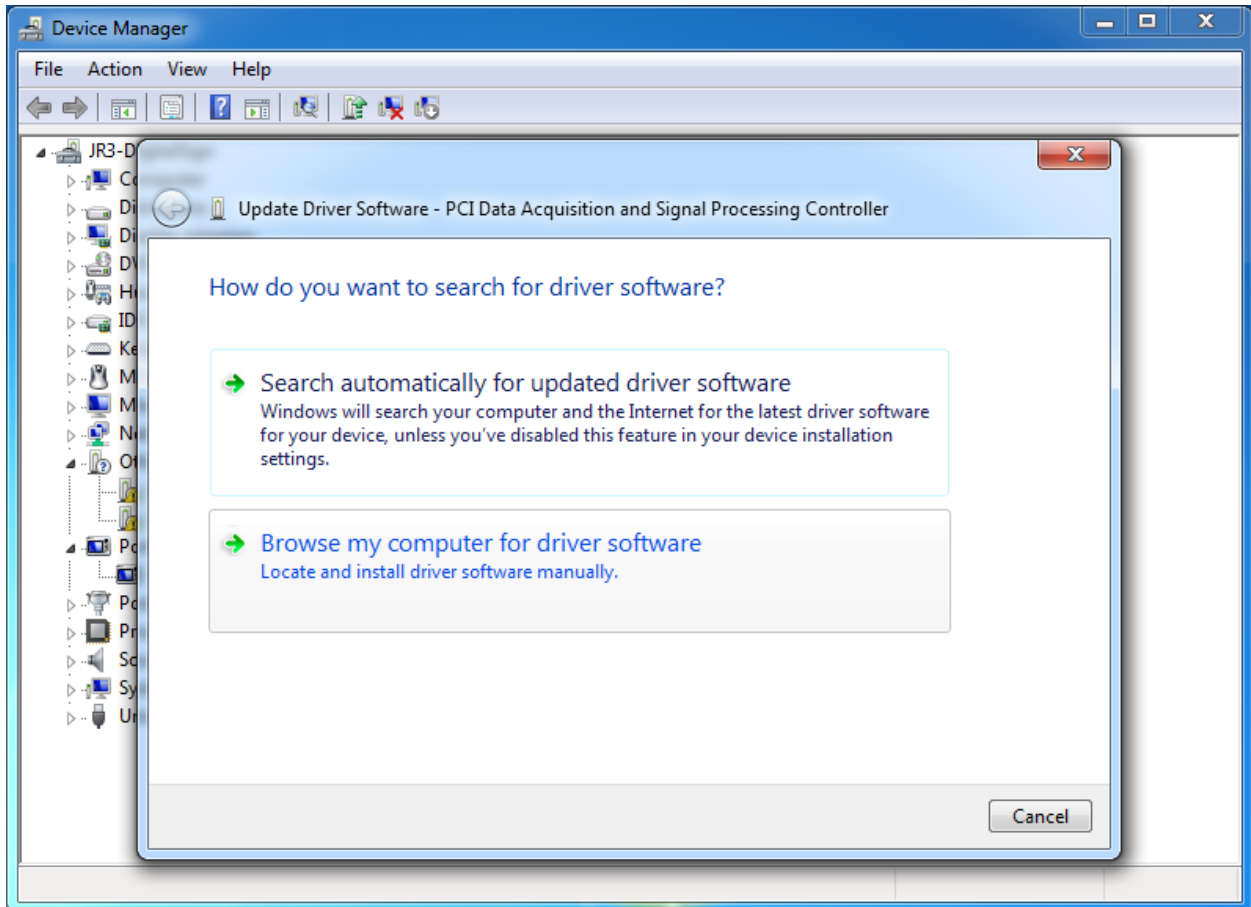 Device Manager
File Action View Help
JR3-D
Update Driver Software - PCI Data Acquisition and Signal Processing Controller
How do you want to search for driver software?
Search automatically for updated driver software
Windows will search your computer and the Internet for the latest driver software
for your device, unless you've disabled this feature in your device installation
settings.
Browse my computer for driver software
Locate and install driver software manually.
Cancel